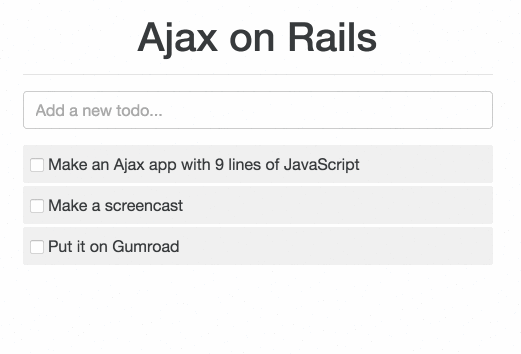 Ajax on Rails
Add a new todo...
Make an Ajax app with 9 lines of JavaScript
Make a screencast
Put it on Gumroad